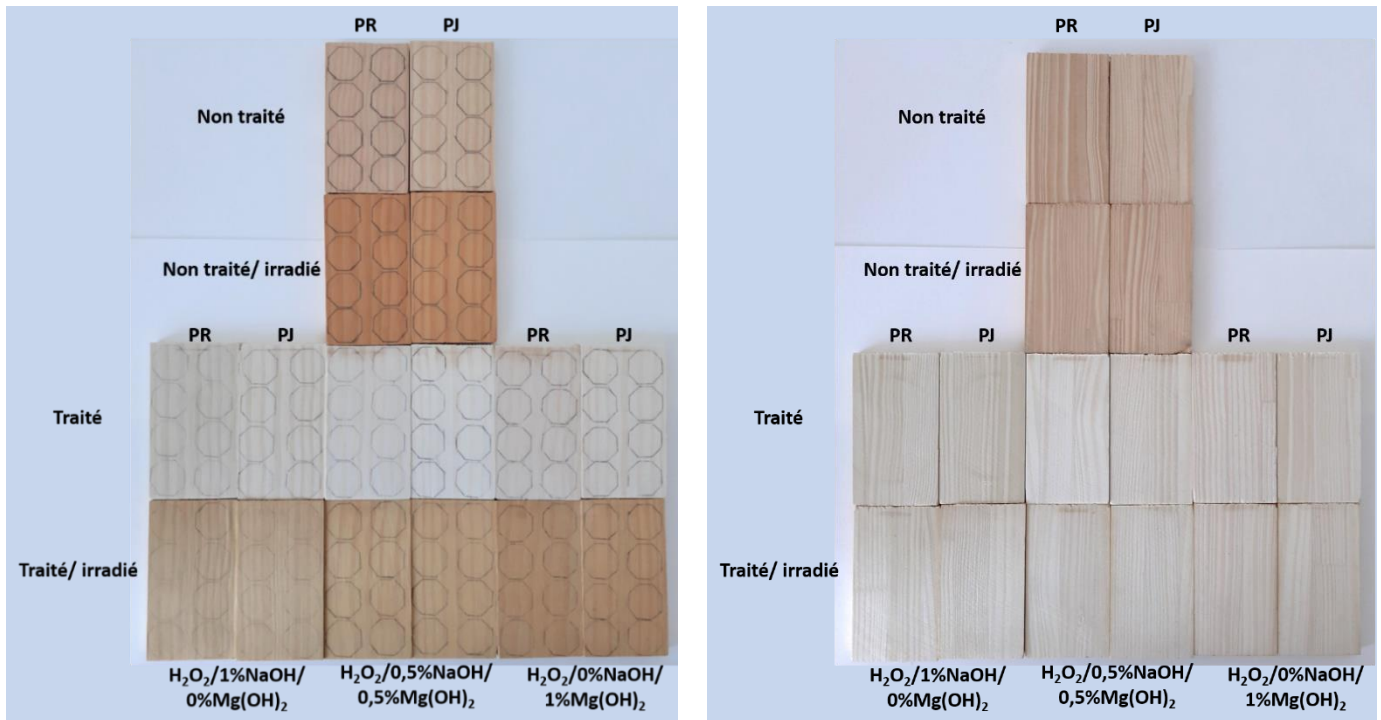 PR PJ
Non traité
Non traité/ irradié
PR PJ PR PJ
Traité
Traité/ irradié
H₂O₂/1%NaOH/
0%Mg(OH)₂
H₂O₂/0,5%NaOH/
0,5%Mg(OH)₂
H₂O₂/0%NaOH/
1%Mg(OH)₂
PR PJ
Non traité
Non traité/ irradié
PR PJ PR PJ
Traité
Traité/ irradié
H₂O₂/1%NaOH/
0%Mg(OH)₂
H₂O₂/0,5%NaOH/
0,5%Mg(OH)₂
H₂O₂/0%NaOH/
1%Mg(OH)₂